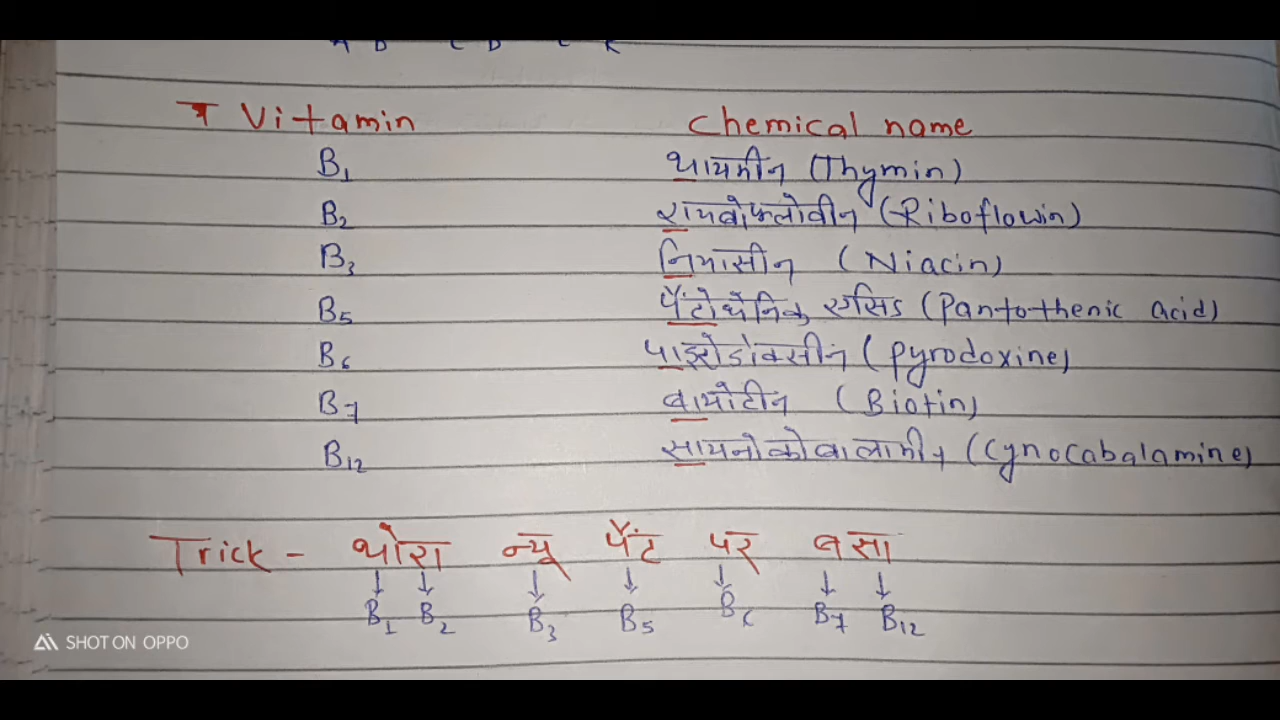 * Vitamin Chemical name
B1 थायमीन (Thymin)
B2 रायबोफ्लोवीन (Riboflowin)
B3 नियासीन (Niacin)
B5 पॅंटोथेनिक एसिड (Pantothenic acid)
B6 पाइरोडोक्सीन (Pyrodoxine)
B7 बायोटीन (Biotin)
B12 सायनोकोबालामीन (Cynocabalamine)
Trick - थोरा न्यू पॅंट पर बसा
B1 B2 B3 B5 B6 B7 B12
SHOT ON OPPO